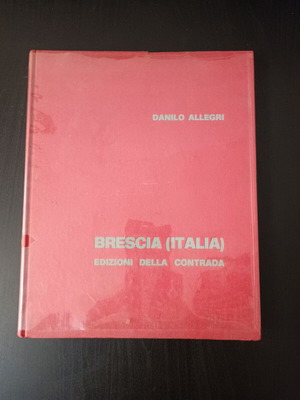 DANILO ALLEGRI
BRESCIA (ITALIA)
EDIZIONI DELLA CONTRADA